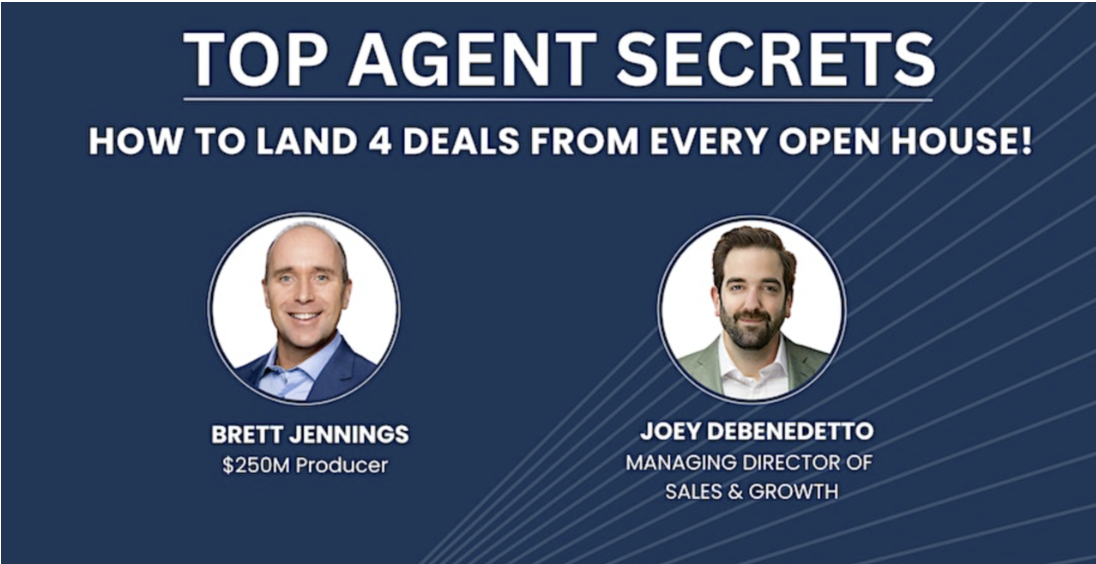 TOP AGENT SECRETS
HOW TO LAND 4 DEALS FROM EVERY OPEN HOUSE!
BRETT JENNINGS
$250M Producer
JOEY DEBENEDETTO
MANAGING DIRECTOR OF
SALES & GROWTH